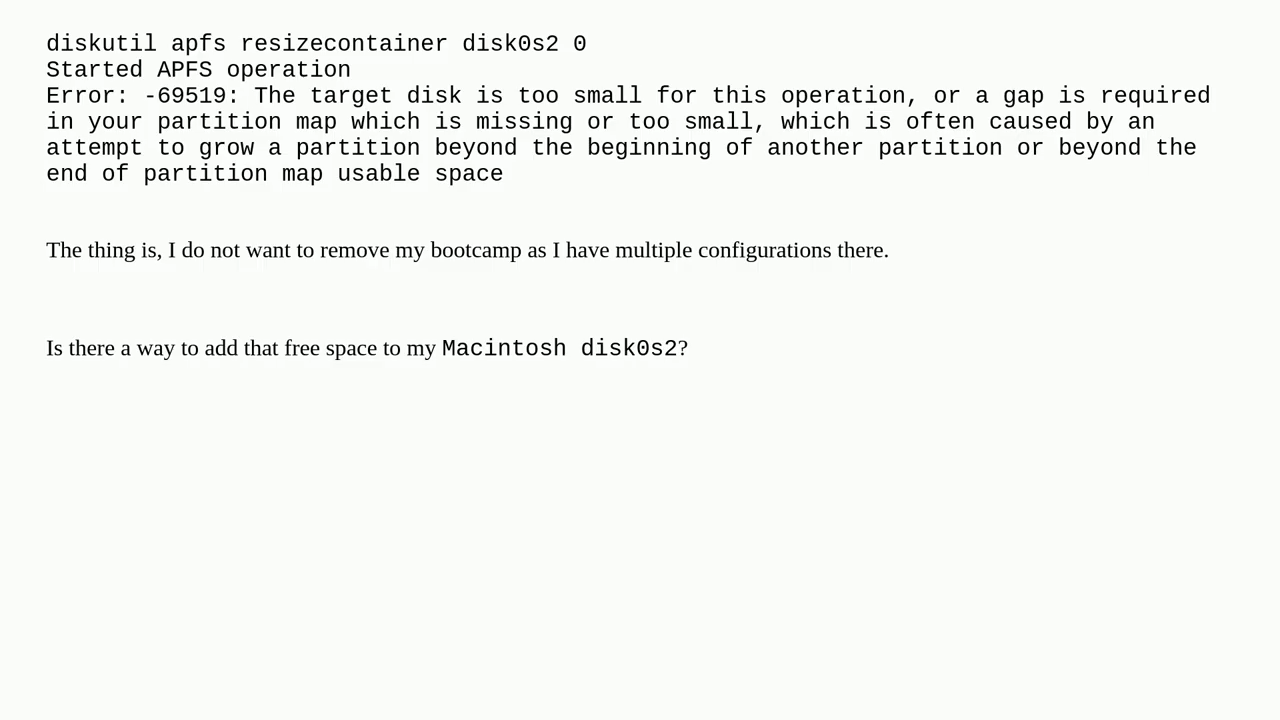 diskutil apfs resizecontainer disk0s2 0
Started APFS operation
Error: -69519: The target disk is too small for this operation, or a gap is required
in your partition map which is missing or too small, which is often caused by an
attempt to grow a partition beyond the beginning of another partition or beyond the
end of partition map usable space
The thing is, I do not want to remove my bootcamp as I have multiple configurations there.
Is there a way to add that free space to my Macintosh disk0s2?